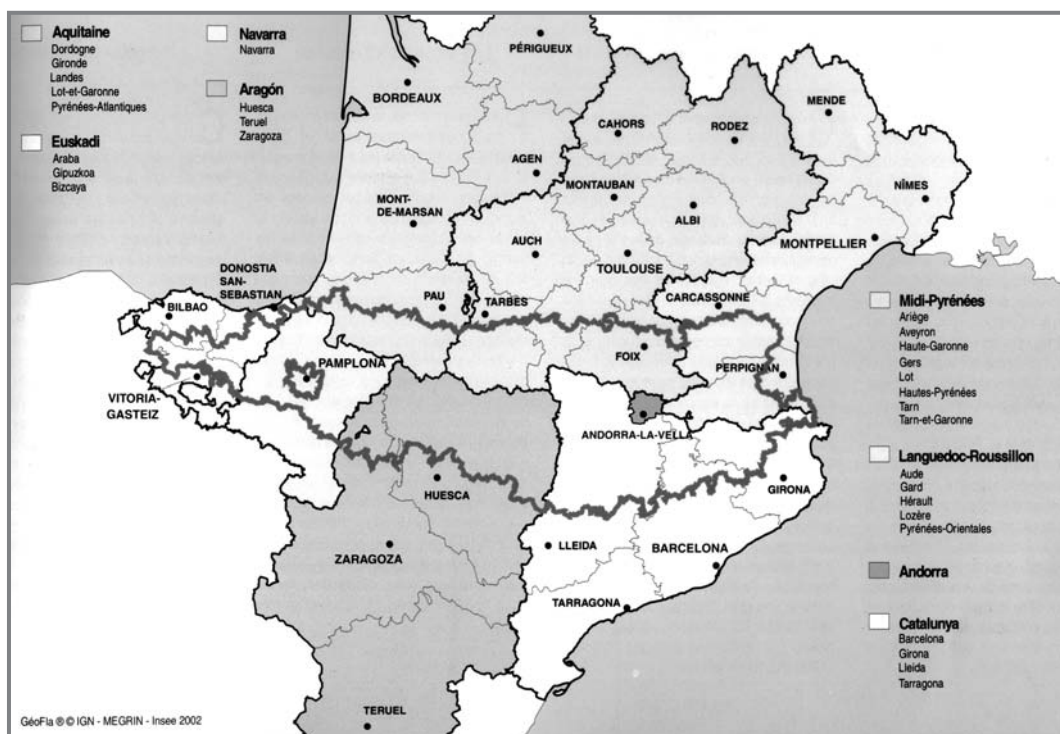 Aquitaine
Dordogne
Gironde
Landes
Lot-et-Garonne
Pyrénées-Atlantiques
Euskadi
Araba
Gipuzkoa
Bizcaya
Navarra
Navarra
Aragón
Huesca
Teruel
Zaragoza
PÉRIGUEUX
BORDEAUX
CAHORS
RODEZ
MENDE
AGEN
MONTAUBAN
NÎMES
MONT-
DE-MARSAN
ALBI
AUCH
TOULOUSE
MONTPELLIER
DONOSTIA
SAN-
SEBASTIAN
BILBAO
PAU
TARBES
CARCASSONNE
FOIX
PERPIGNAN
PAMPLONA
VITORIA-
GASTEIZ
ANDORRA-LA-VELLA
HUESCA
GIRONA
ZARAGOZA
LLEIDA
BARCELONA
TARRAGONA
TERUEL
Midi-Pyrénées
Ariège
Aveyron
Haute-Garonne
Gers
Lot
Hautes-Pyrénées
Tarn
Tarn-et-Garonne
Languedoc-Roussillon
Aude
Gard
Hérault
Lozère
Pyrénées-Orientales
Andorra
Catalunya
Barcelona
Girona
Lleida
Tarragona
GéoFla ® © IGN - MEGRIN - Insee 2002